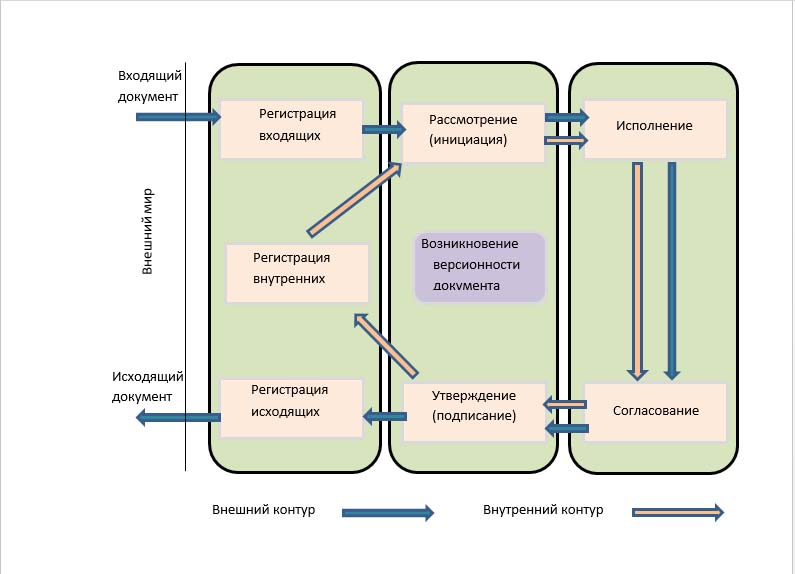 Входящий
документ
Регистрация
входящих
Рассмотрение
(инициация)
Исполнение
Внешний мир
Регистрация
внутренних
Возникновение
версионности
документа
Исходящий
документ
Регистрация
исходящих
Утверждение
(подписание)
Согласование
Внешний контур
Внутренний контур